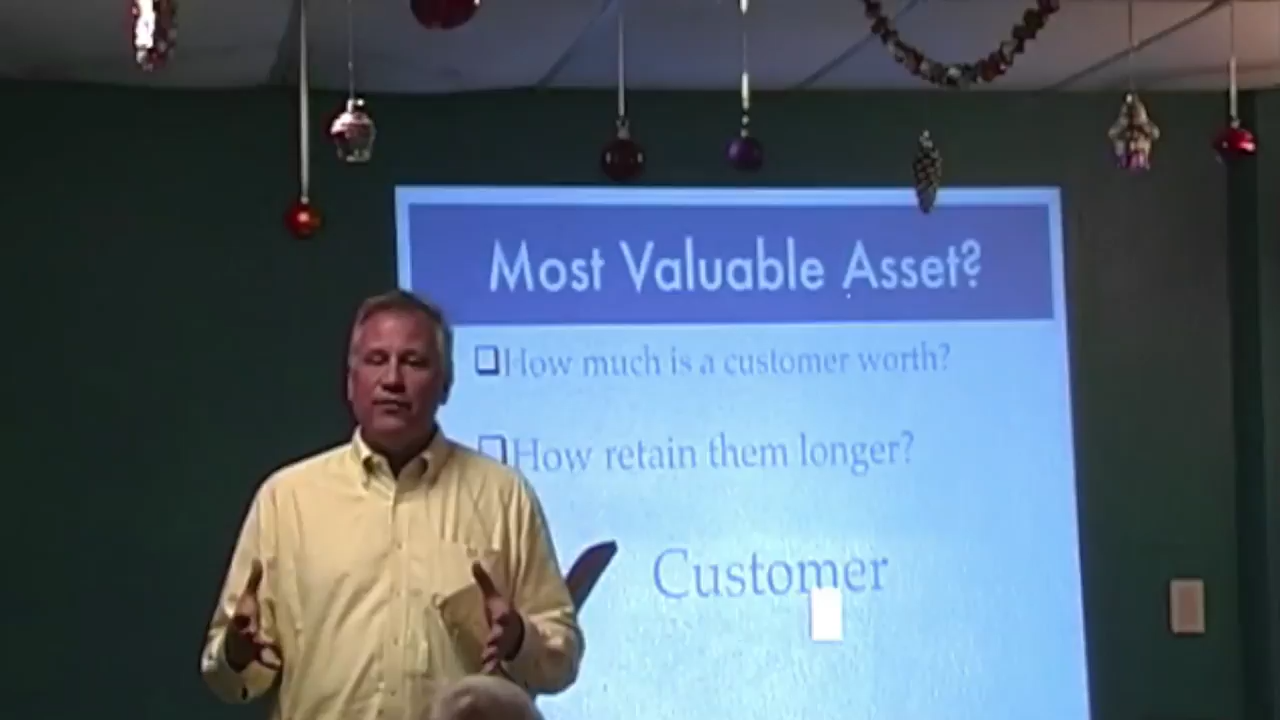 Most Valuable Asset?
How much is a customer worth?
How retain them longer?
Customer